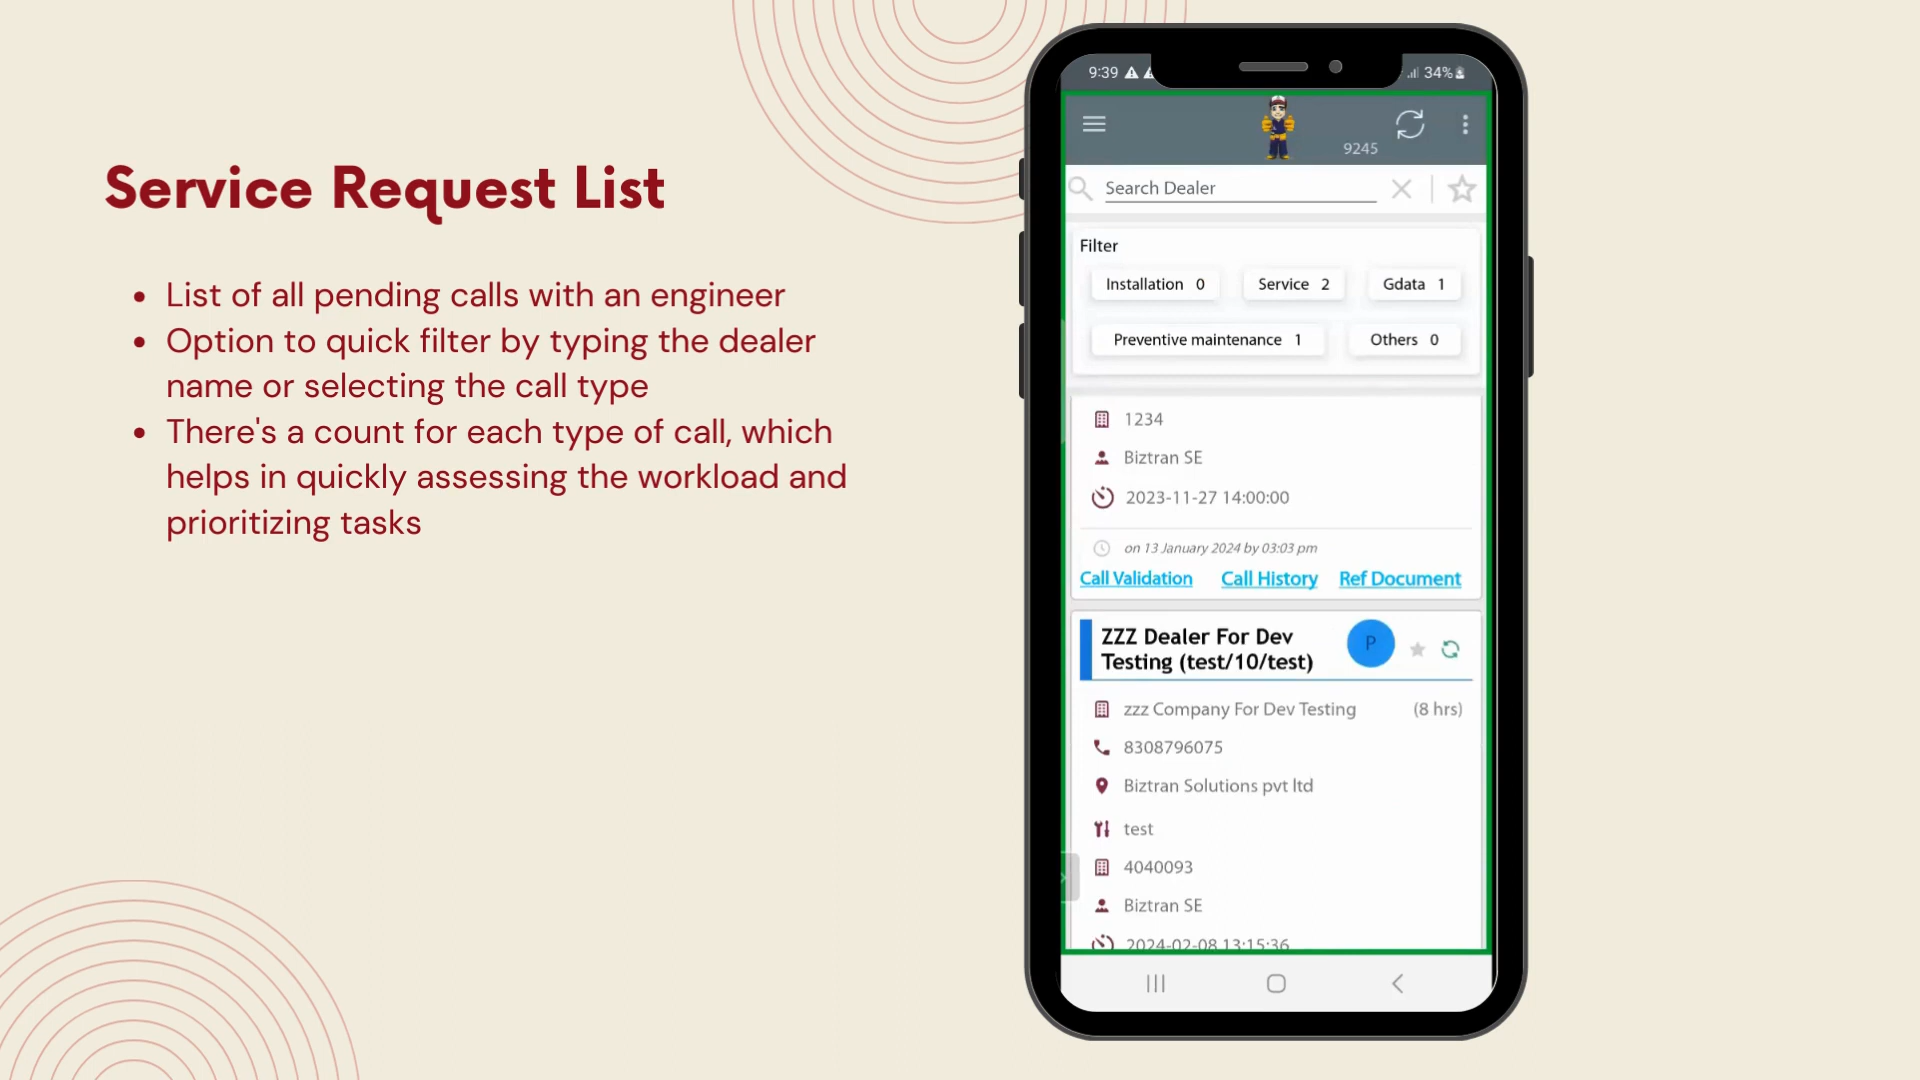 Service Request List
• List of all pending calls with an engineer
• Option to quick filter by typing the dealer
name or selecting the call type
• There's a count for each type of call, which
helps in quickly assessing the workload and
prioritizing tasks
9:39 34%
9245
Search Dealer
Filter
Installation 0 Service 2 Gdata 1
Preventive maintenance 1 Others 0
1234
Biztran SE
2023-11-27 14:00:00
on 13 January 2024 by 03:03 pm
Call Validation Call History Ref Document
ZZZ Dealer For Dev
Testing (test/10/test)
P
zzz Company For Dev Testing (8 hrs)
8308796075
Biztran Solutions pvt ltd
test
4040093
Biztran SE
2024-02-08 13:15:36